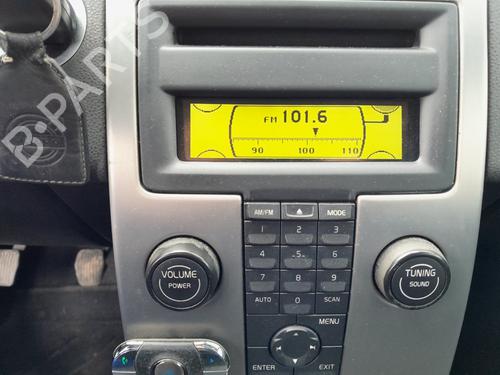 B-PARTS
FM 101.6
90 100 110
AM/FM MODE
1 2 3
4 5 6
7 8 9
AUTO 0 SCAN
VOLUME
POWER
TUNING
SOUND
MENU
ENTER EXIT